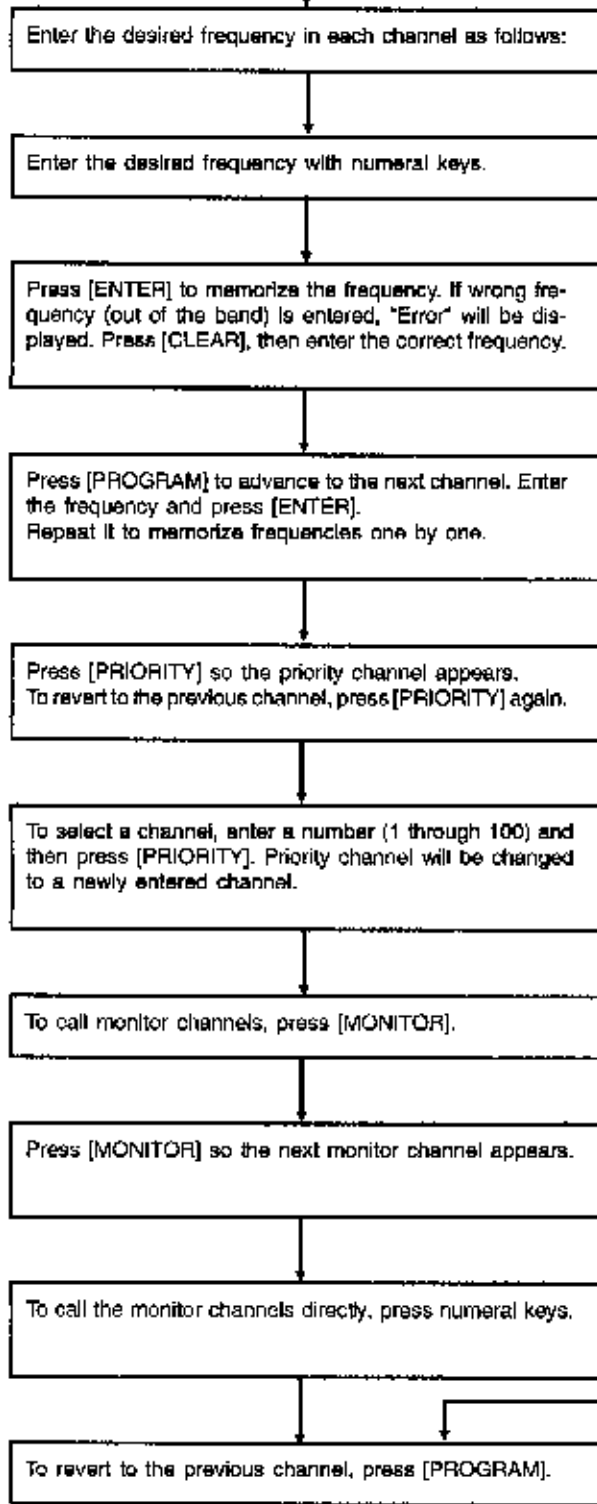 Enter the desired frequency in each channel as follows:
Enter the desired frequency with numeral keys.
Press [ENTER] to memorize the frequency. If wrong fre-
quency (out of the band) is entered, "Error" will be dis-
played. Press [CLEAR], then enter the correct frequency.
Press [PROGRAM] to advance to the next channel. Enter
the frequency and press [ENTER].
Repeat it to memorize frequencies one by one.
Press [PRIORITY] so the priority channel appears.
To revert to the previous channel, press [PRIORITY] again.
To select a channel, enter a number (1 through 100) and
then press [PRIORITY]. Priority channel will be changed
to a newly entered channel.
To call monitor channels, press [MONITOR].
Press [MONITOR] so the next monitor channel appears.
To call the monitor channels directly, press numeral keys.
To revert to the previous channel, press [PROGRAM].